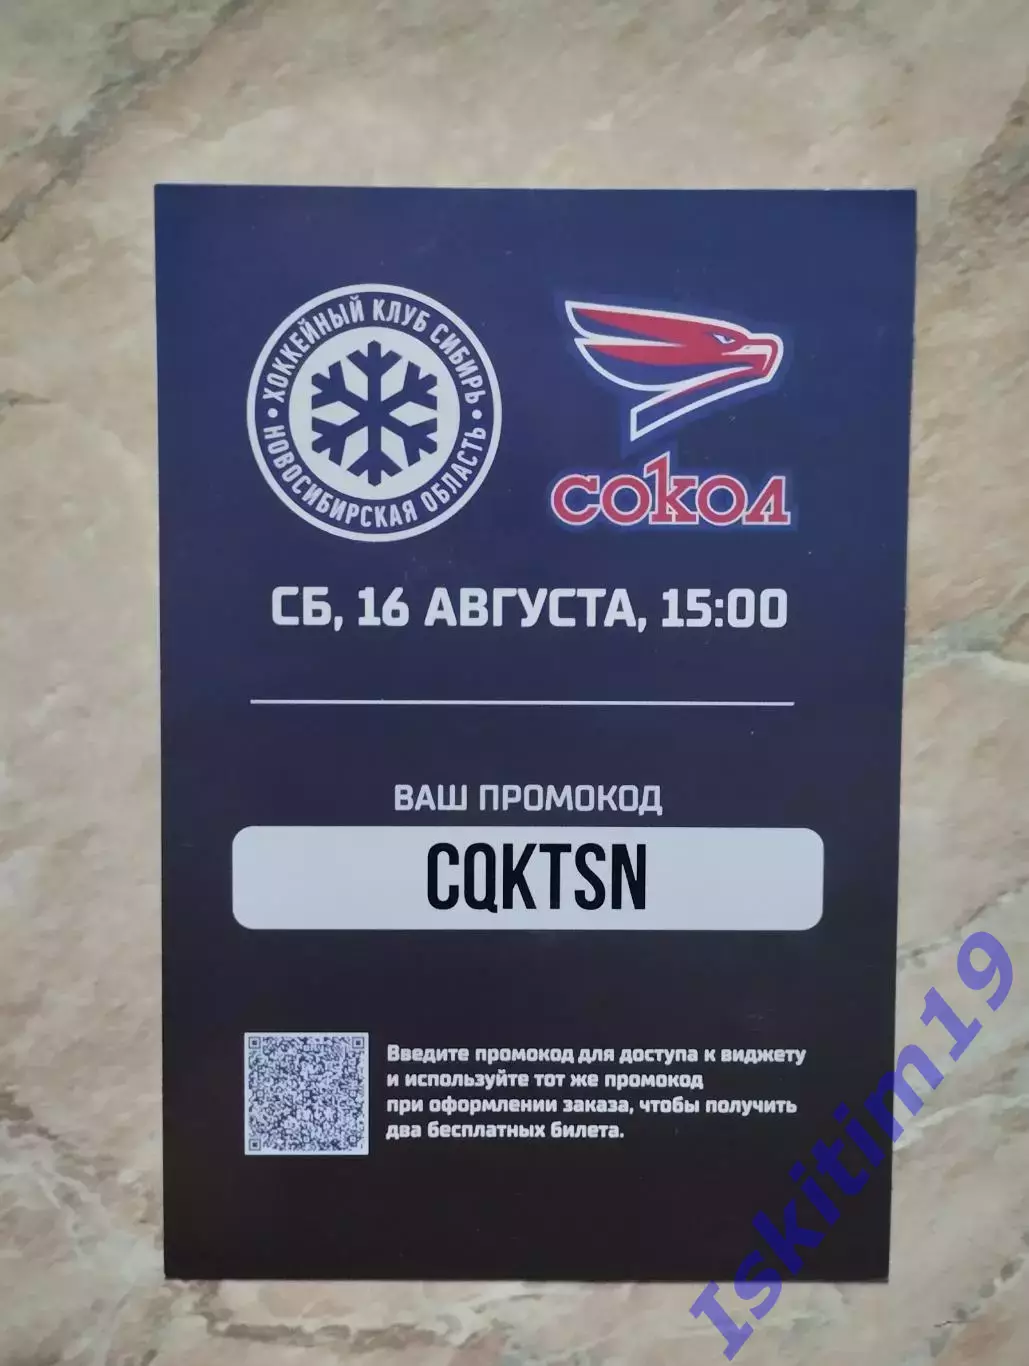 ХОККЕЙНЫЙ КЛУБ СИБИРЬ
НОВОСИБИРСКАЯ ОБЛАСТЬ
сокол
СБ, 16 АВГУСТА, 15:00
ВАШ ПРОМОКОД
CQKTSN
Введите промокод для доступа к виджету
и используйте тот же промокод
при оформлении заказа, чтобы получить
два бесплатных билета.
Iskitim19